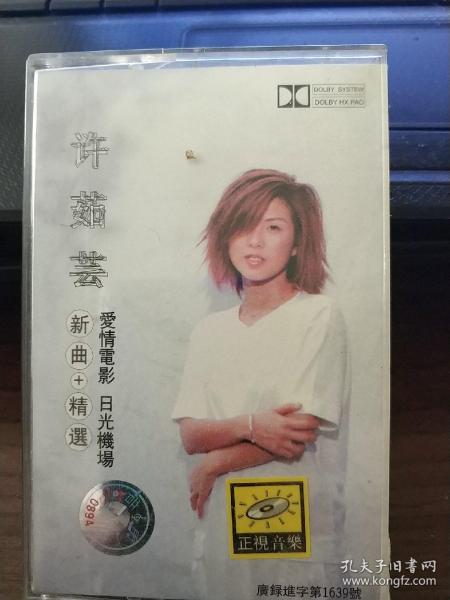 DOLBY SYSTEM
DOLBY HX PRO
许茹芸
愛情電影 日光機場
新曲+精選
0894
正視音樂
廣録進字第1639號
孔夫子旧书网
kongfz.com